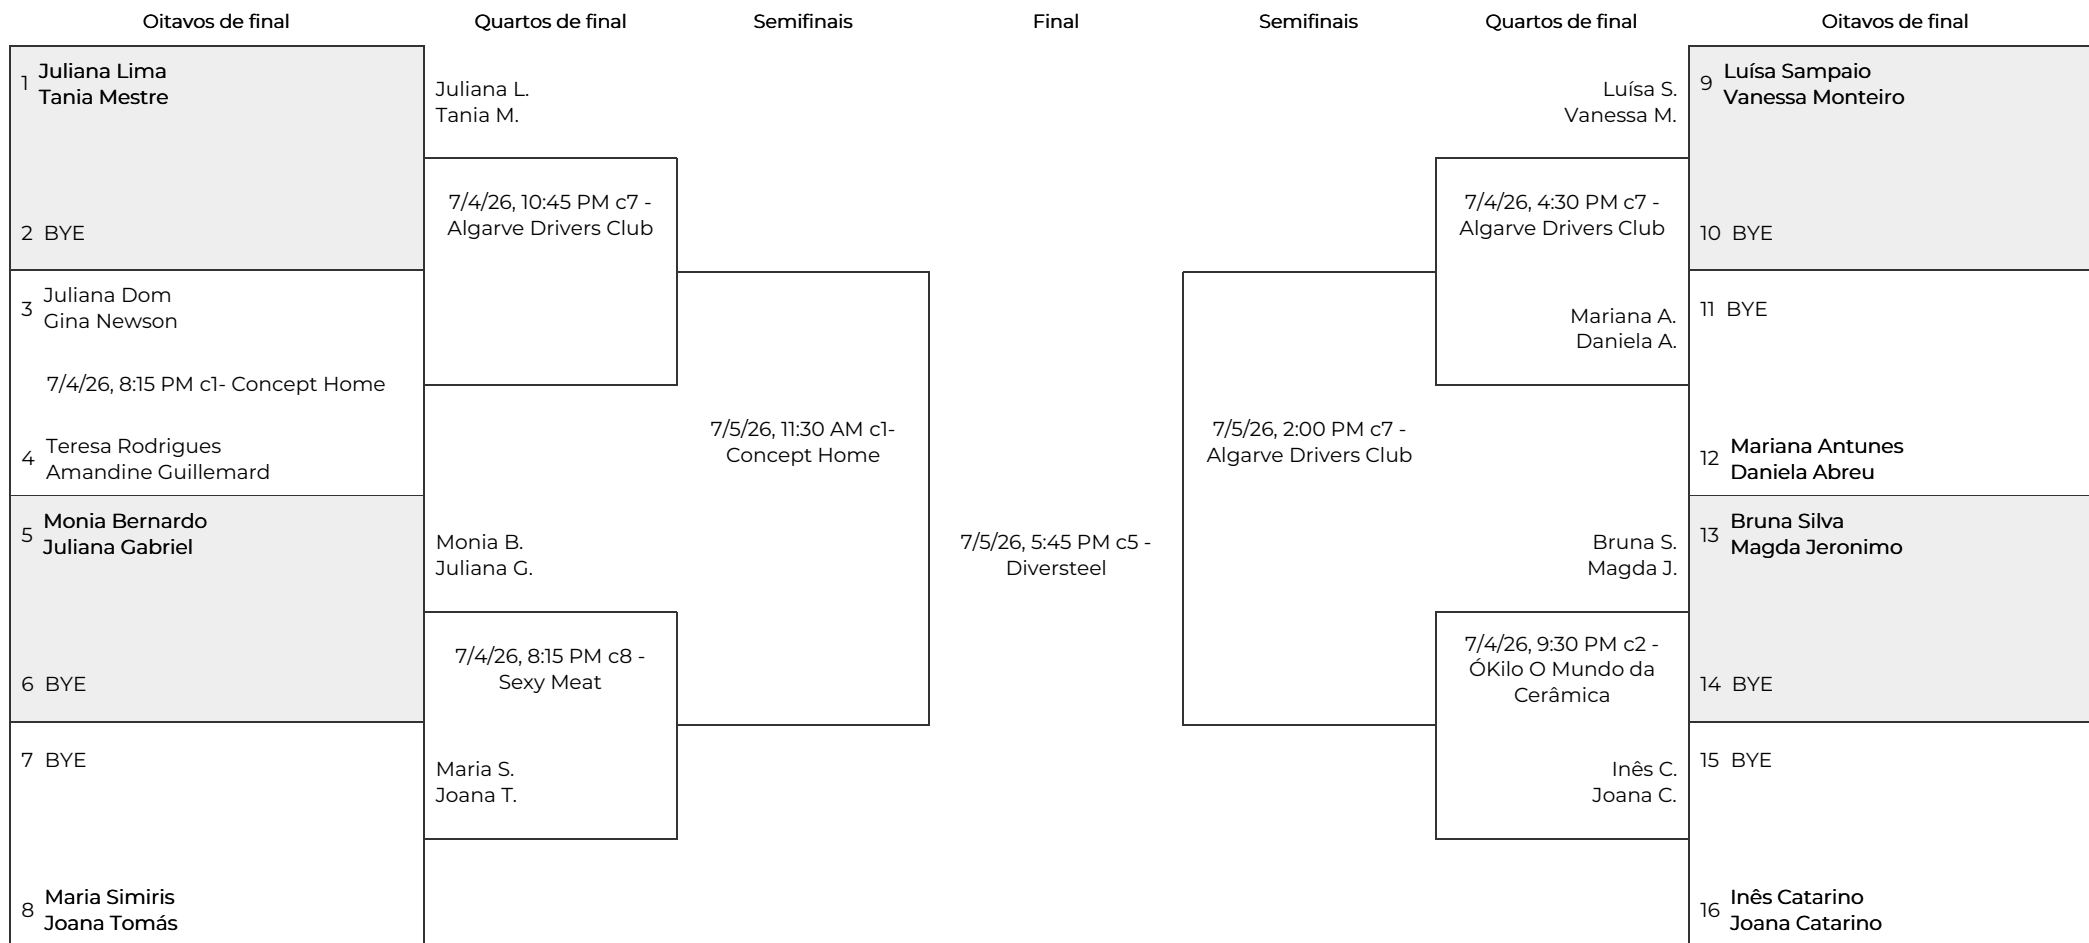 Oitavos de final
Quartos de final
Semifinais
Final
Semifinais
Quartos de final
Oitavos de final
1
Juliana Lima
Tania Mestre
2 BYE
3
Juliana Dom
Gina Newson
7/4/26, 8:15 PM c1- Concept Home
4
Teresa Rodrigues
Amandine Guillemard
5
Monia Bernardo
Juliana Gabriel
6 BYE
7 BYE
8
Maria Simiris
Joana Tomás
Juliana L.
Tania M.
7/4/26, 10:45 PM c7 -
Algarve Drivers Club
Monia B.
Juliana G.
7/4/26, 8:15 PM c8 -
Sexy Meat
Maria S.
Joana T.
7/5/26, 11:30 AM c1-
Concept Home
7/5/26, 5:45 PM c5 -
Diversteel
7/5/26, 2:00 PM c7 -
Algarve Drivers Club
Luísa S.
Vanessa M.
7/4/26, 4:30 PM c7 -
Algarve Drivers Club
Mariana A.
Daniela A.
Bruna S.
Magda J.
7/4/26, 9:30 PM c2 -
ÓKilo O Mundo da
Cerâmica
Inês C.
Joana C.
9
Luísa Sampaio
Vanessa Monteiro
10 BYE
11 BYE
12
Mariana Antunes
Daniela Abreu
13
Bruna Silva
Magda Jeronimo
14 BYE
15 BYE
16
Inês Catarino
Joana Catarino